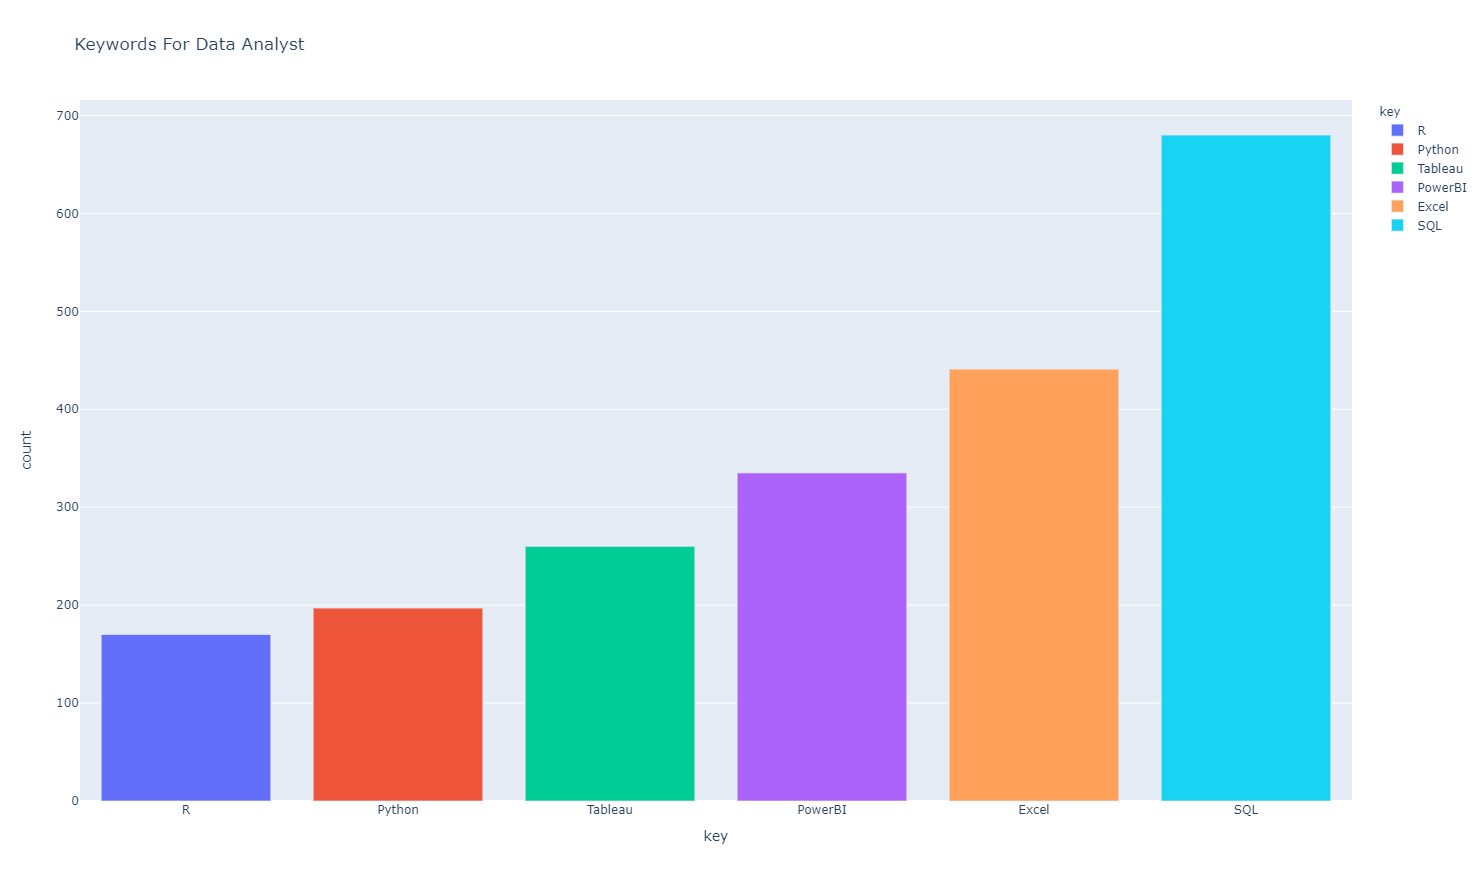 Keywords For Data Analyst
key
R
Python
Tableau
PowerBI
Excel
SQL
700
600
500
400
300
200
100
0
count
R Python Tableau PowerBI Excel SQL
key